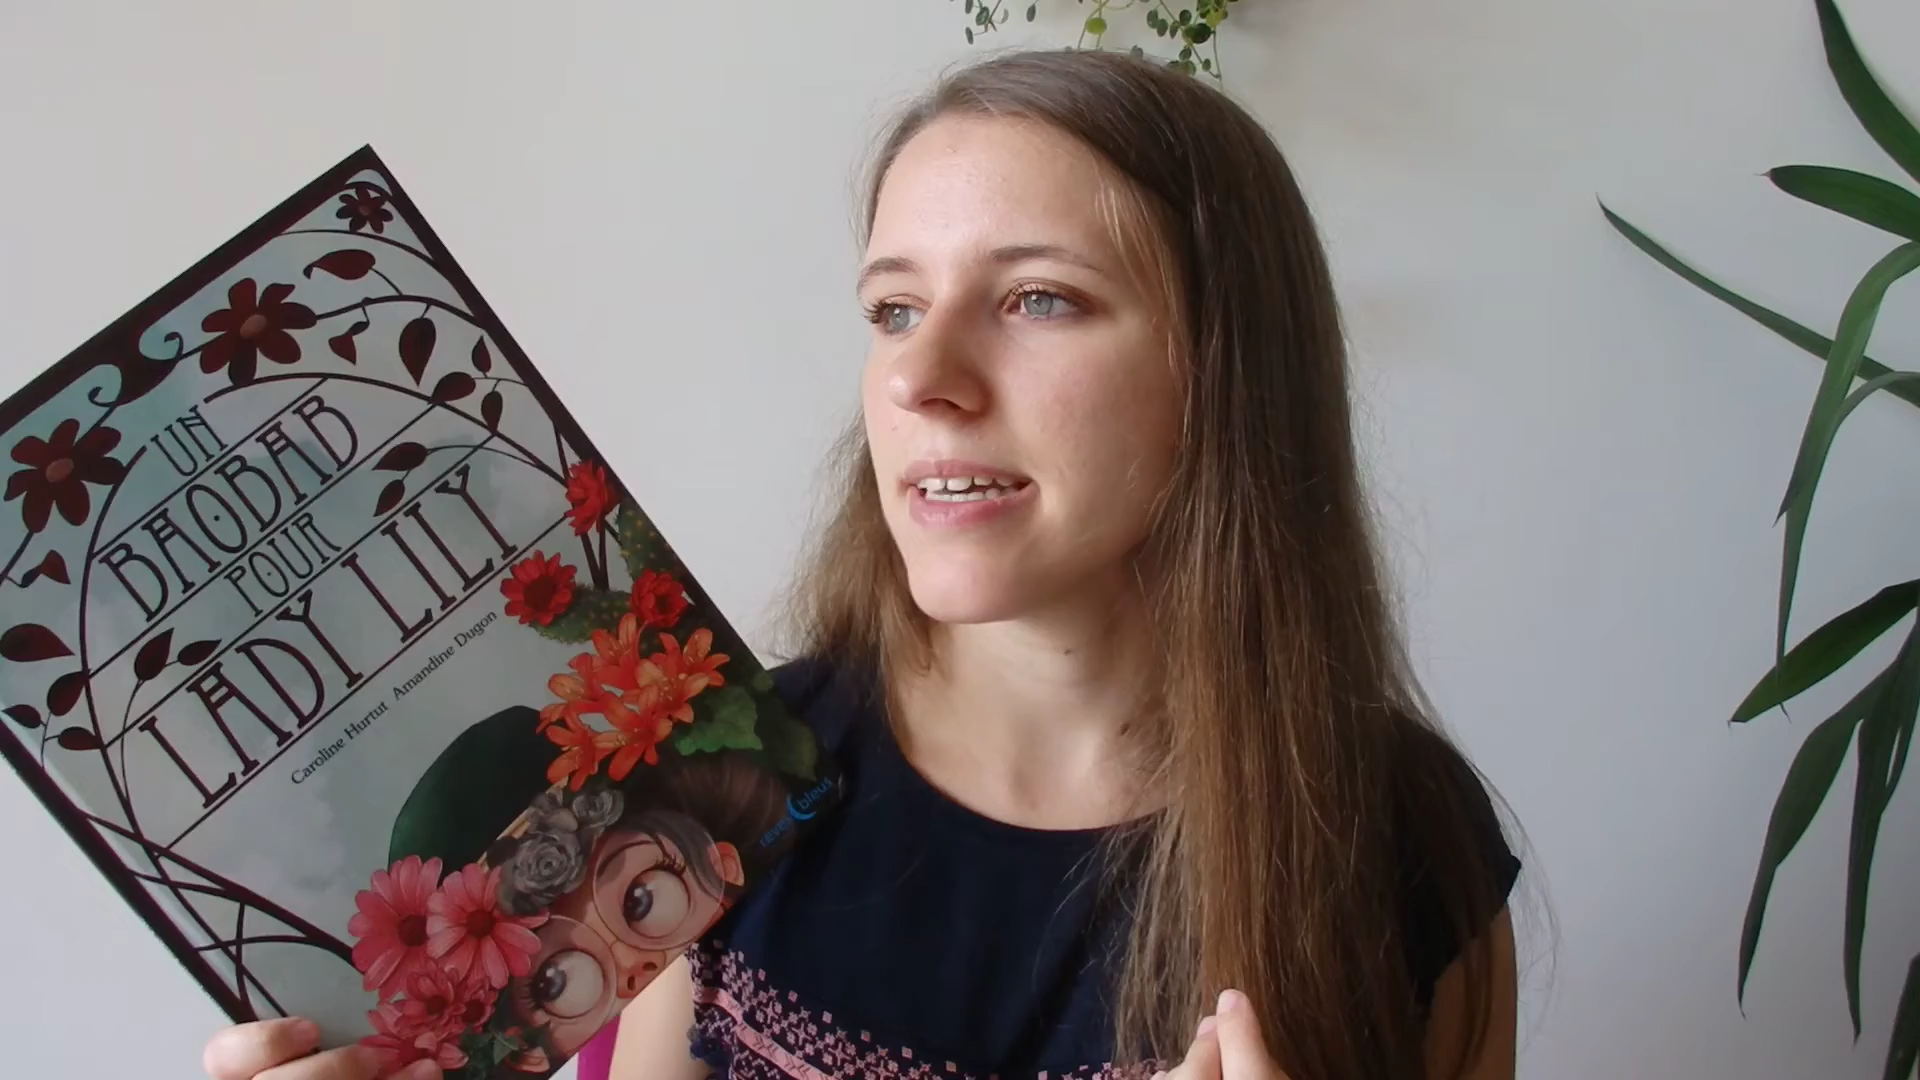 UN
BAOBAB
POUR
LADY LILY
Caroline Hurtut Amandine Dugon
rêves bleus